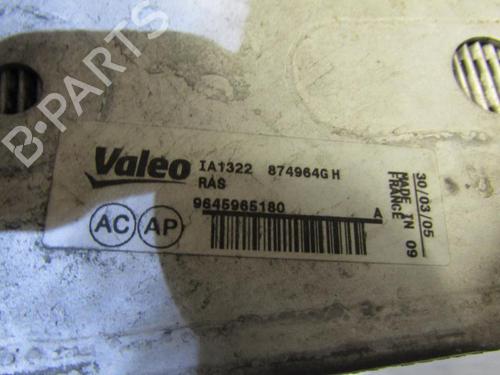 B-PARTS
Valeo
IA1322 874964G H
RAS
9645965180
A
AC AP
30/03/05
MADE IN 09
FRANCE